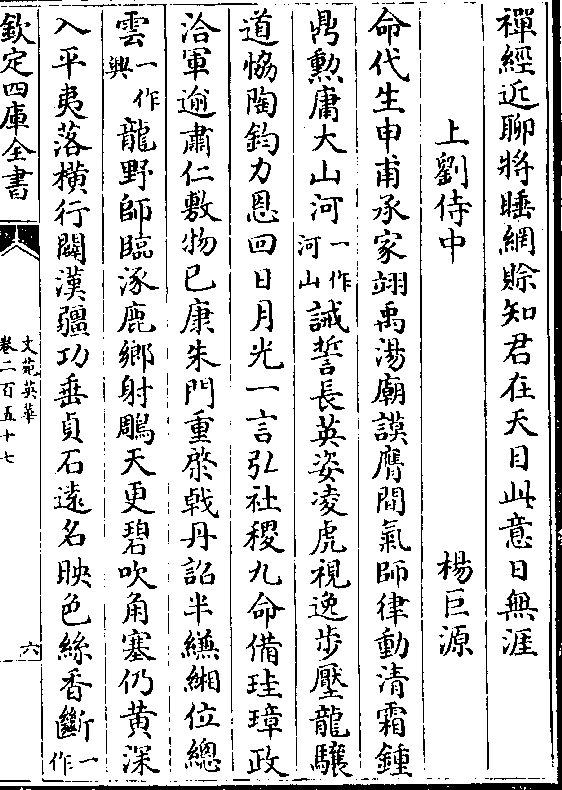 禪經近聊將睡網賒知君在天目此意日無涯
上劉侍中
楊巨源
命代生申甫承家翊禹湯廟謨膺間氣師律動清霜鍾
鼎勲庸大山河一作河山誡誓長英姿凌虎視逸步壓龍驤
道恊陶鈞力恩回日月光一言弘社稷九命備珪璋政
洽軍逾肅仁敷物已康朱門重棨戟丹詔半縑緗位總
雲一作興龍野師臨涿鹿鄉射鵰天更碧吹角塞仍黄深
入平夷落橫行闢漢疆功垂貞石遠名映色絲香斷一作
欽定四庫全書
文苑英華
卷二百五十七
六